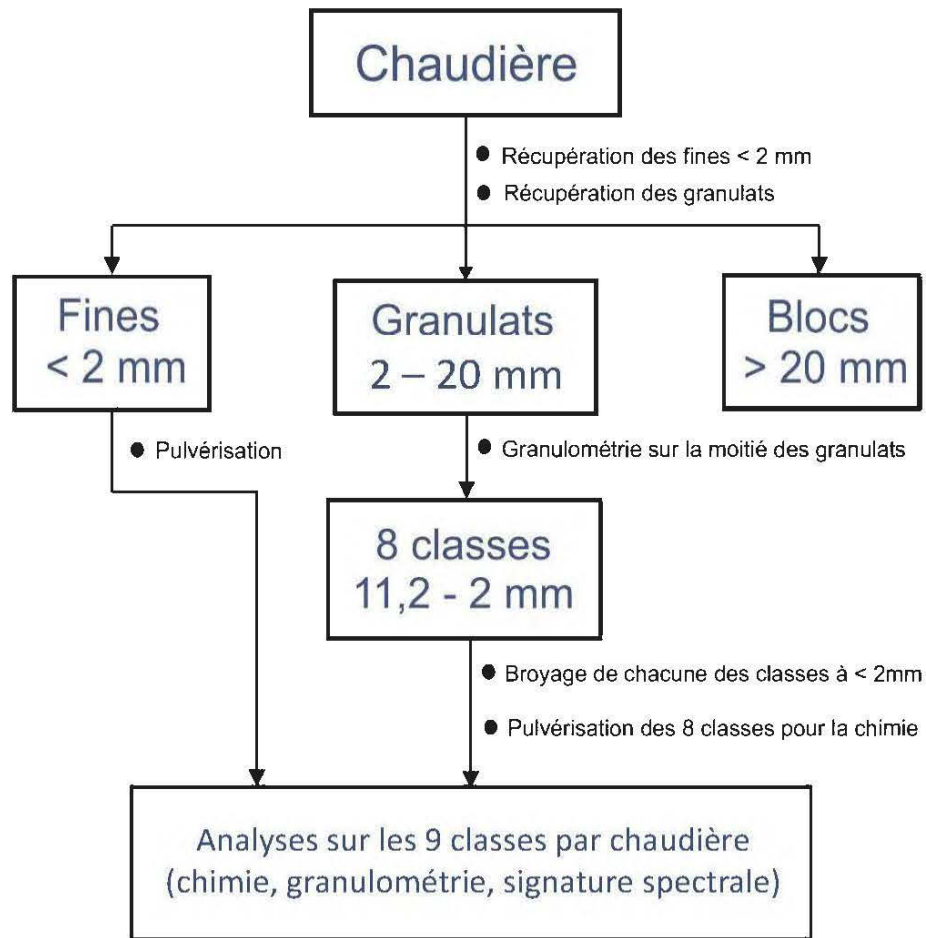 Chaudière
● Récupération des fines < 2 mm
● Récupération des granulats
Fines
< 2 mm
Granulats
2 – 20 mm
Blocs
> 20 mm
● Pulvérisation
● Granulométrie sur la moitié des granulats
8 classes
11,2 - 2 mm
● Broyage de chacune des classes à < 2mm
● Pulvérisation des 8 classes pour la chimie
Analyses sur les 9 classes par chaudière
(chimie, granulométrie, signature spectrale)